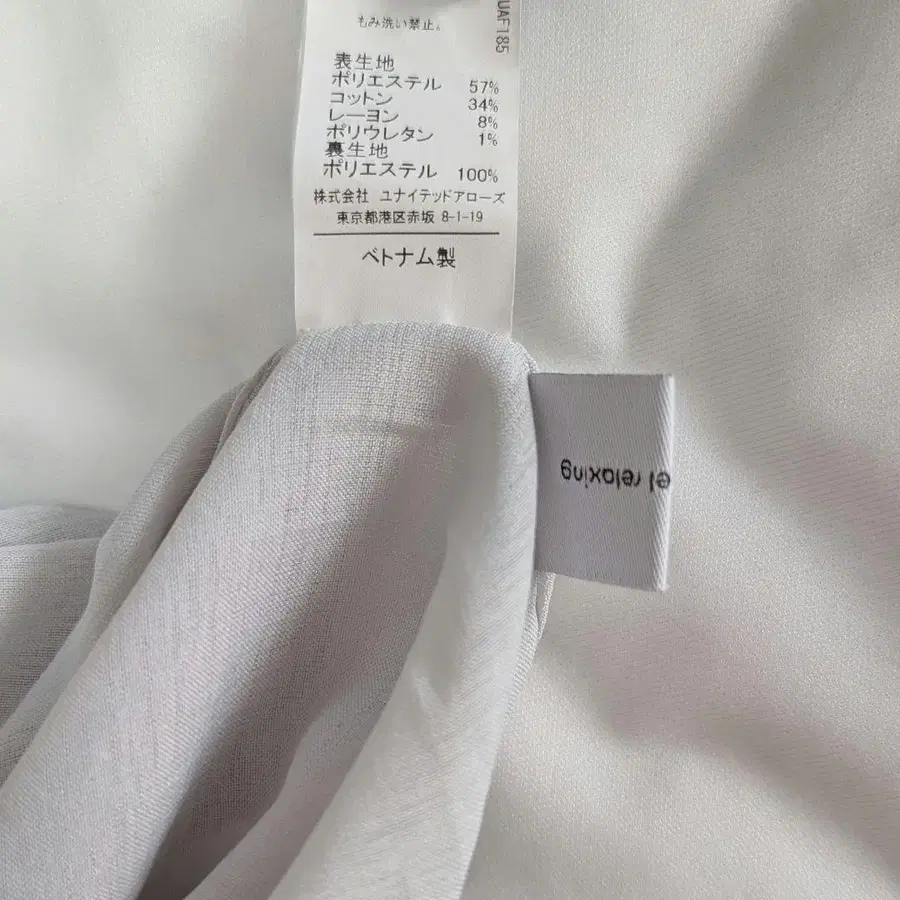 もみ洗い禁止。
UAF185
表生地
ポリエステル 57%
コットン 34%
レーヨン 8%
ポリウレタン 1%
裏生地
ポリエステル 100%
株式会社 ユナイテッドアローズ
東京都港区赤坂 8-1-19
ベトナム製
el relaxing